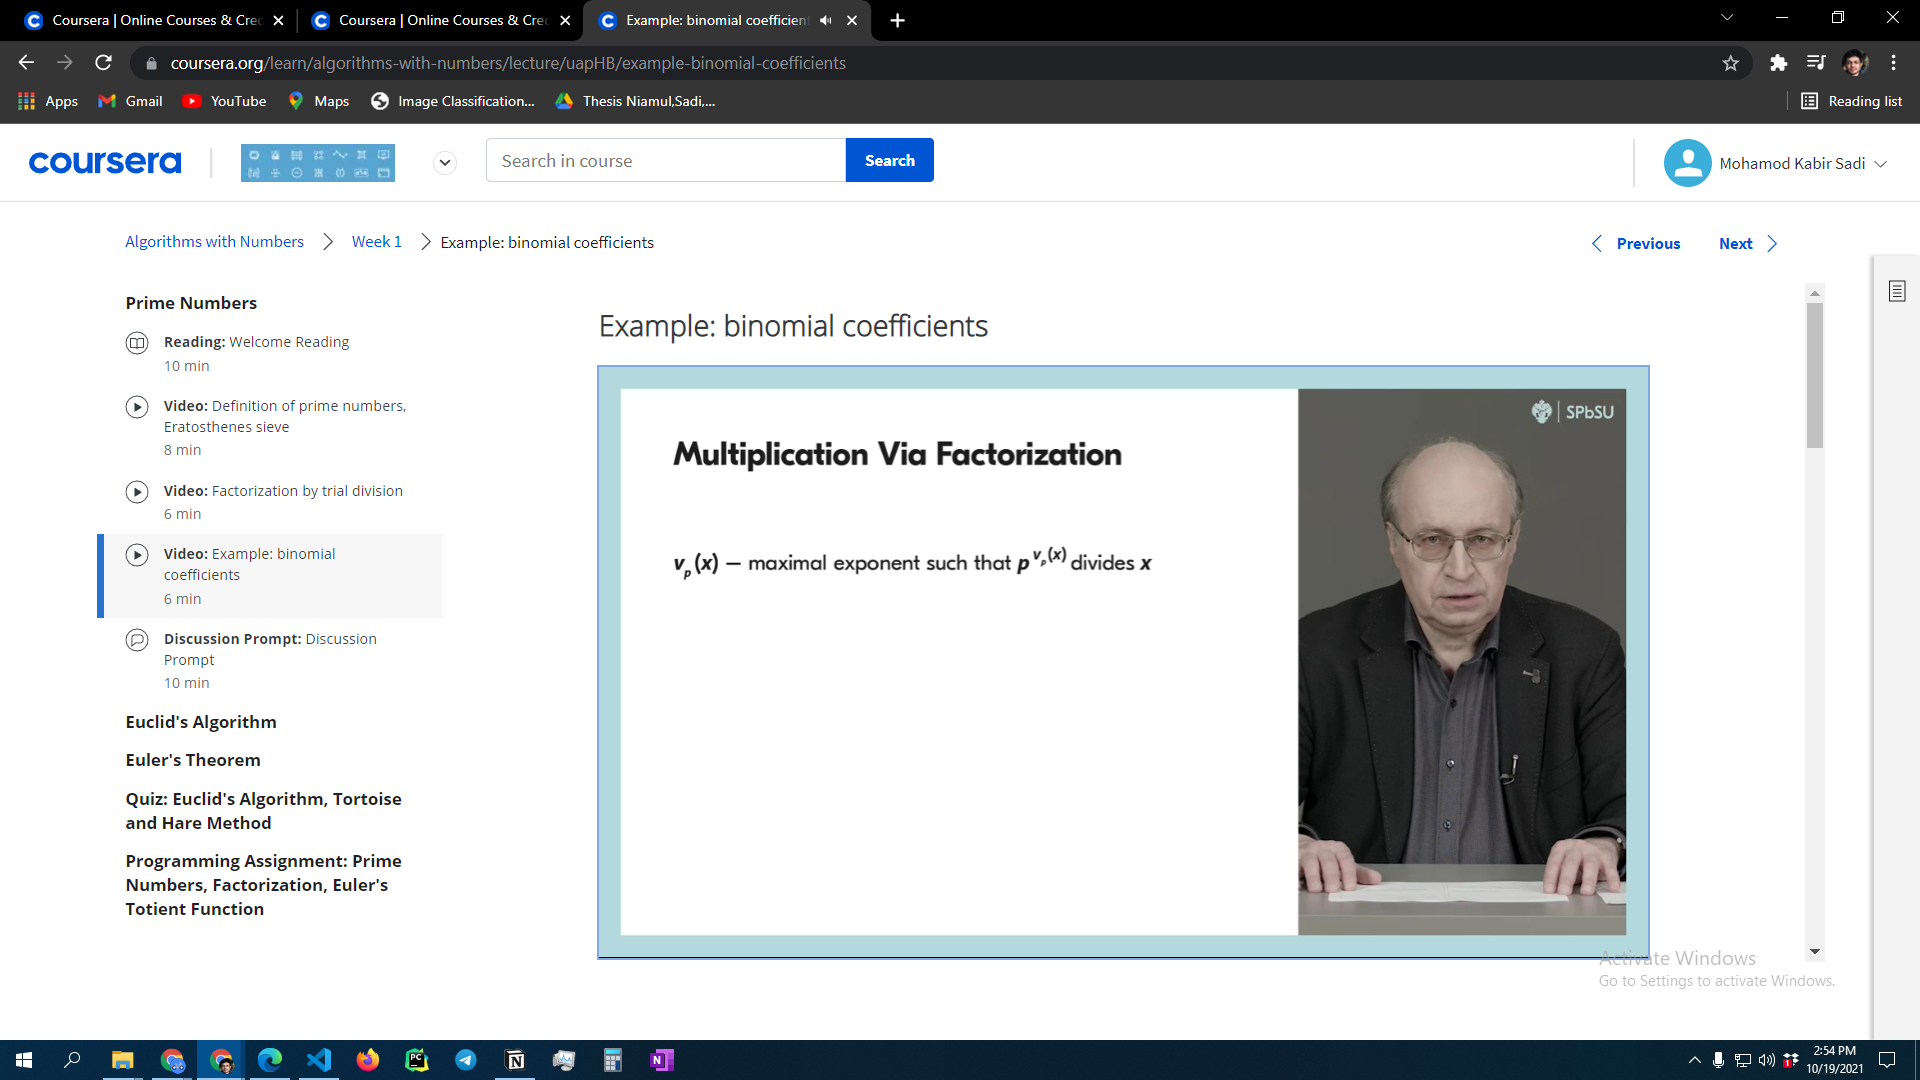 Coursera | Online Courses & Cre
Coursera | Online Courses & Cre
Example: binomial coefficien
coursera.org/learn/algorithms-with-numbers/lecture/uapHB/example-binomial-coefficients
Apps
Gmail
YouTube
Maps
Image Classification...
Thesis Niamul,Sadi,...
Reading list
coursera
Search in course
Search
Mohamod Kabir Sadi
Algorithms with Numbers
Week 1
Example: binomial coefficients
Previous
Next
Prime Numbers
Reading: Welcome Reading
10 min
Video: Definition of prime numbers,
Eratosthenes sieve
8 min
Video: Factorization by trial division
6 min
Video: Example: binomial
coefficients
6 min
Discussion Prompt: Discussion
Prompt
10 min
Euclid's Algorithm
Euler's Theorem
Quiz: Euclid's Algorithm, Tortoise
and Hare Method
Programming Assignment: Prime
Numbers, Factorization, Euler's
Totient Function
Example: binomial coefficients
SPbSU
Multiplication Via Factorization
vₚ(x) — maximal exponent such that p^vₚ(x) divides x
Activate Windows
Go to Settings to activate Windows.
2:54 PM
10/19/2021